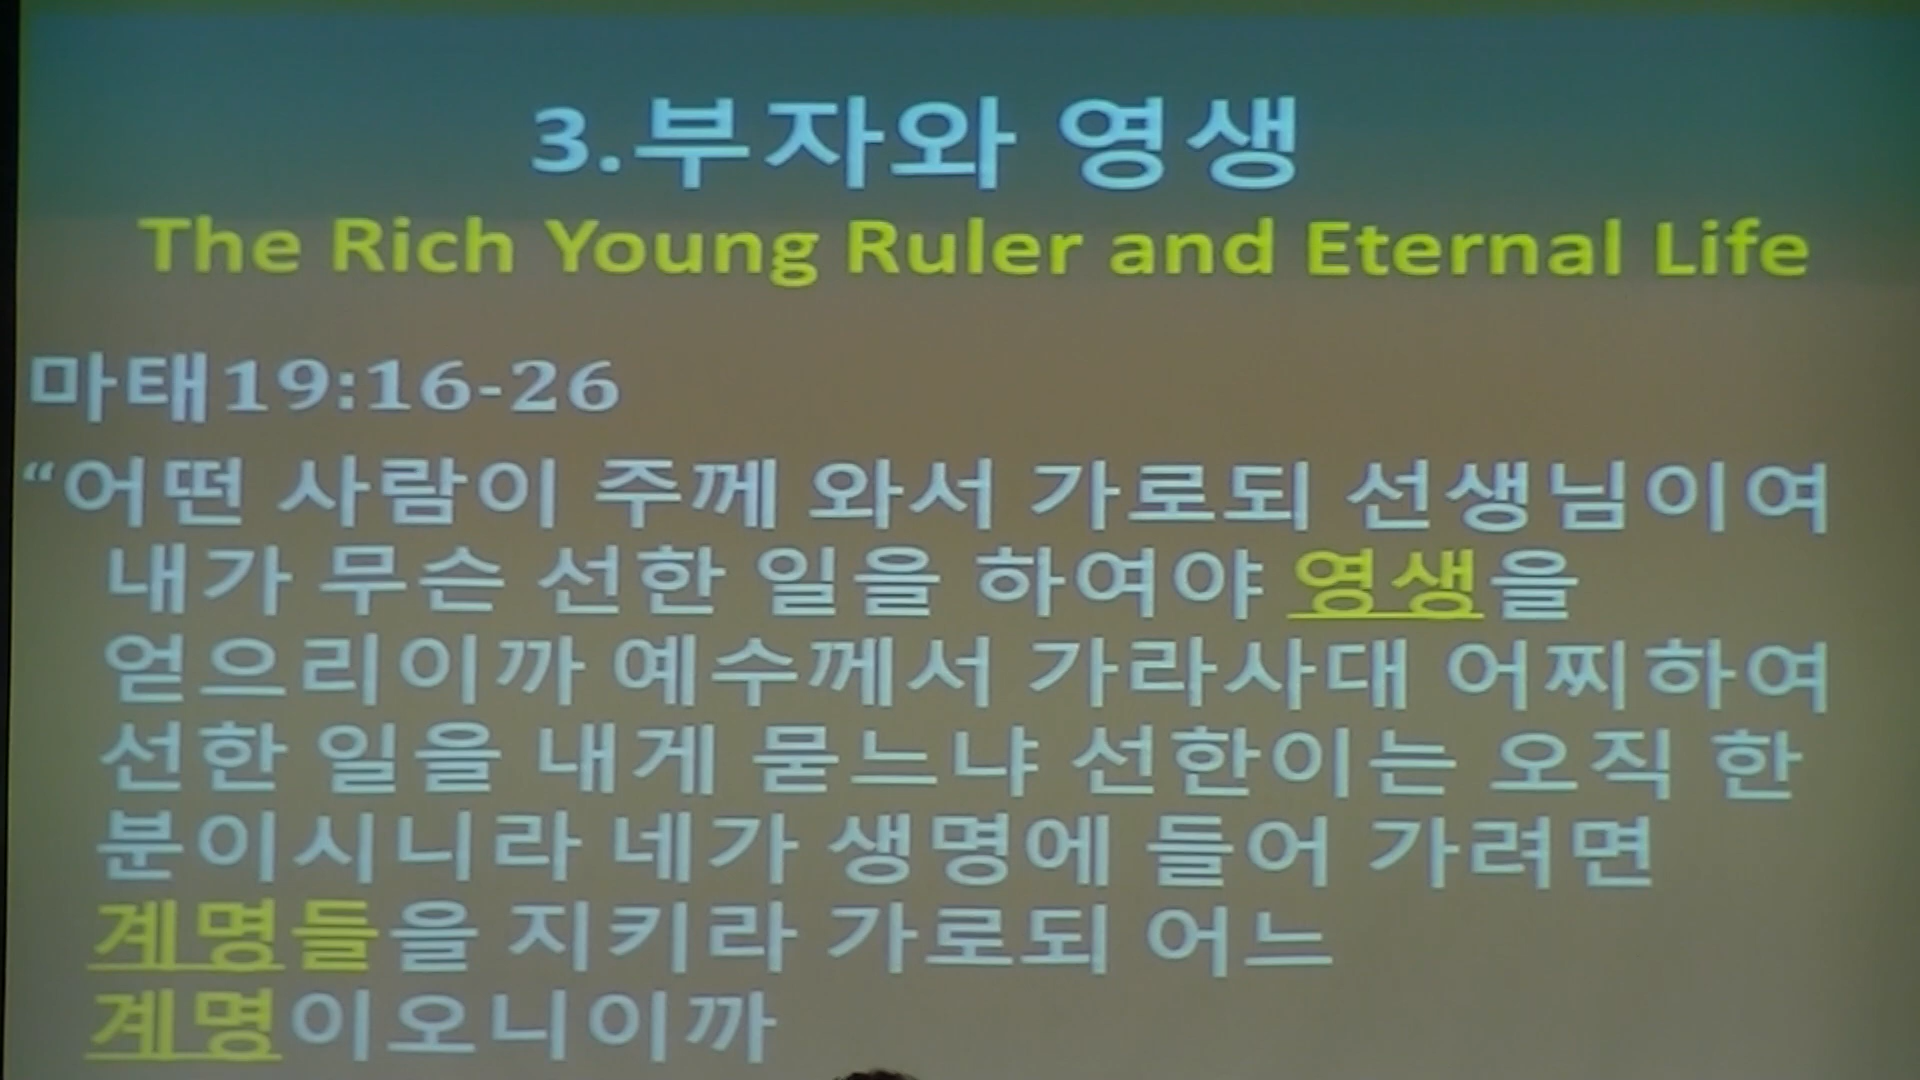 3.부자와 영생
The Rich Young Ruler and Eternal Life
마태19:16-26
“어떤 사람이 주께 와서 가로되 선생님이여
내가 무슨 선한 일을 하여야 영생을
얻으리이까 예수께서 가라사대 어찌하여
선한 일을 내게 묻느냐 선한이는 오직 한
분이시니라 네가 생명에 들어 가려면
계명들을 지키라 가로되 어느
계명이오니이까